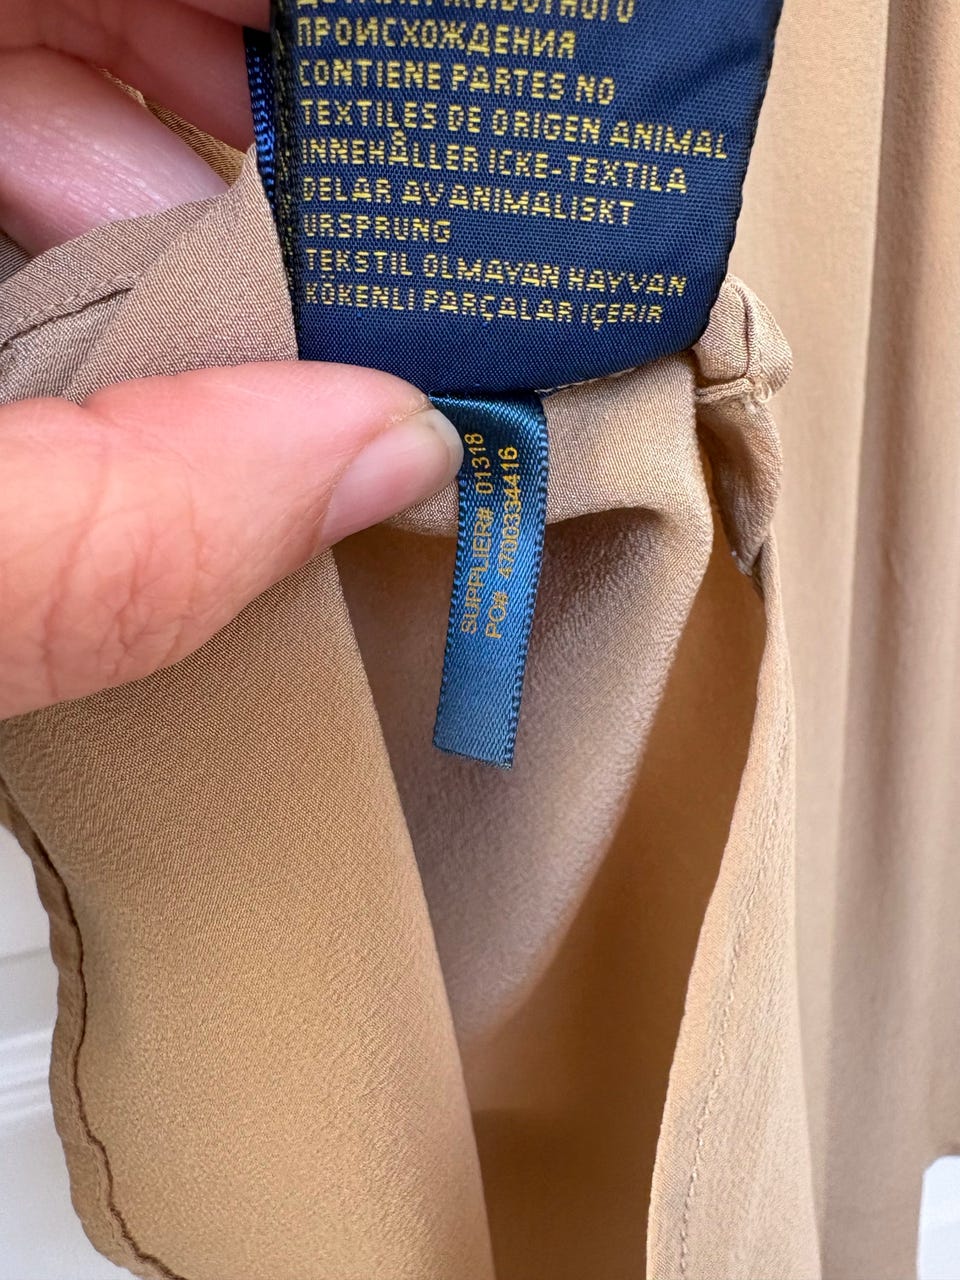 ПРОИСХОЖДЕНИЯ
CONTIENE PARTES NO
TEXTILES DE ORIGEN ANIMAL
INNEHÅLLER ICKE-TEXTILA
DELAR AV ANIMALISKT
URSPRUNG
TEKSTIL OLMAYAN HAYVAN
KÖKENLİ PARÇALAR İÇERİR
SUPPLIER# 01318
PO# 4700334416